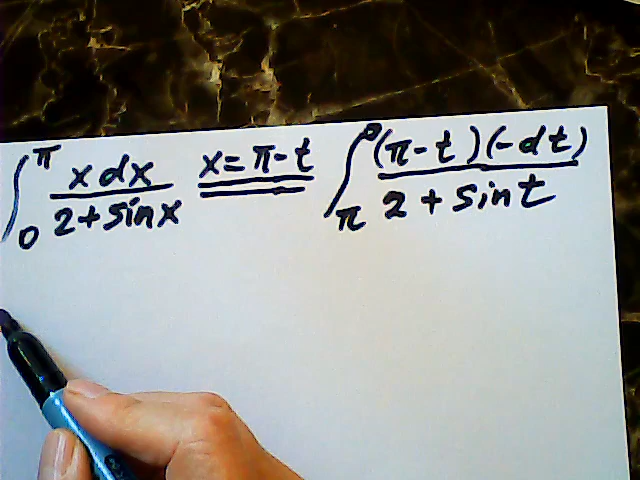 ∫₀^π x dx / (2 + sin x) x = π - t ∫_π^0 (π - t)(-dt) / (2 + sin t)